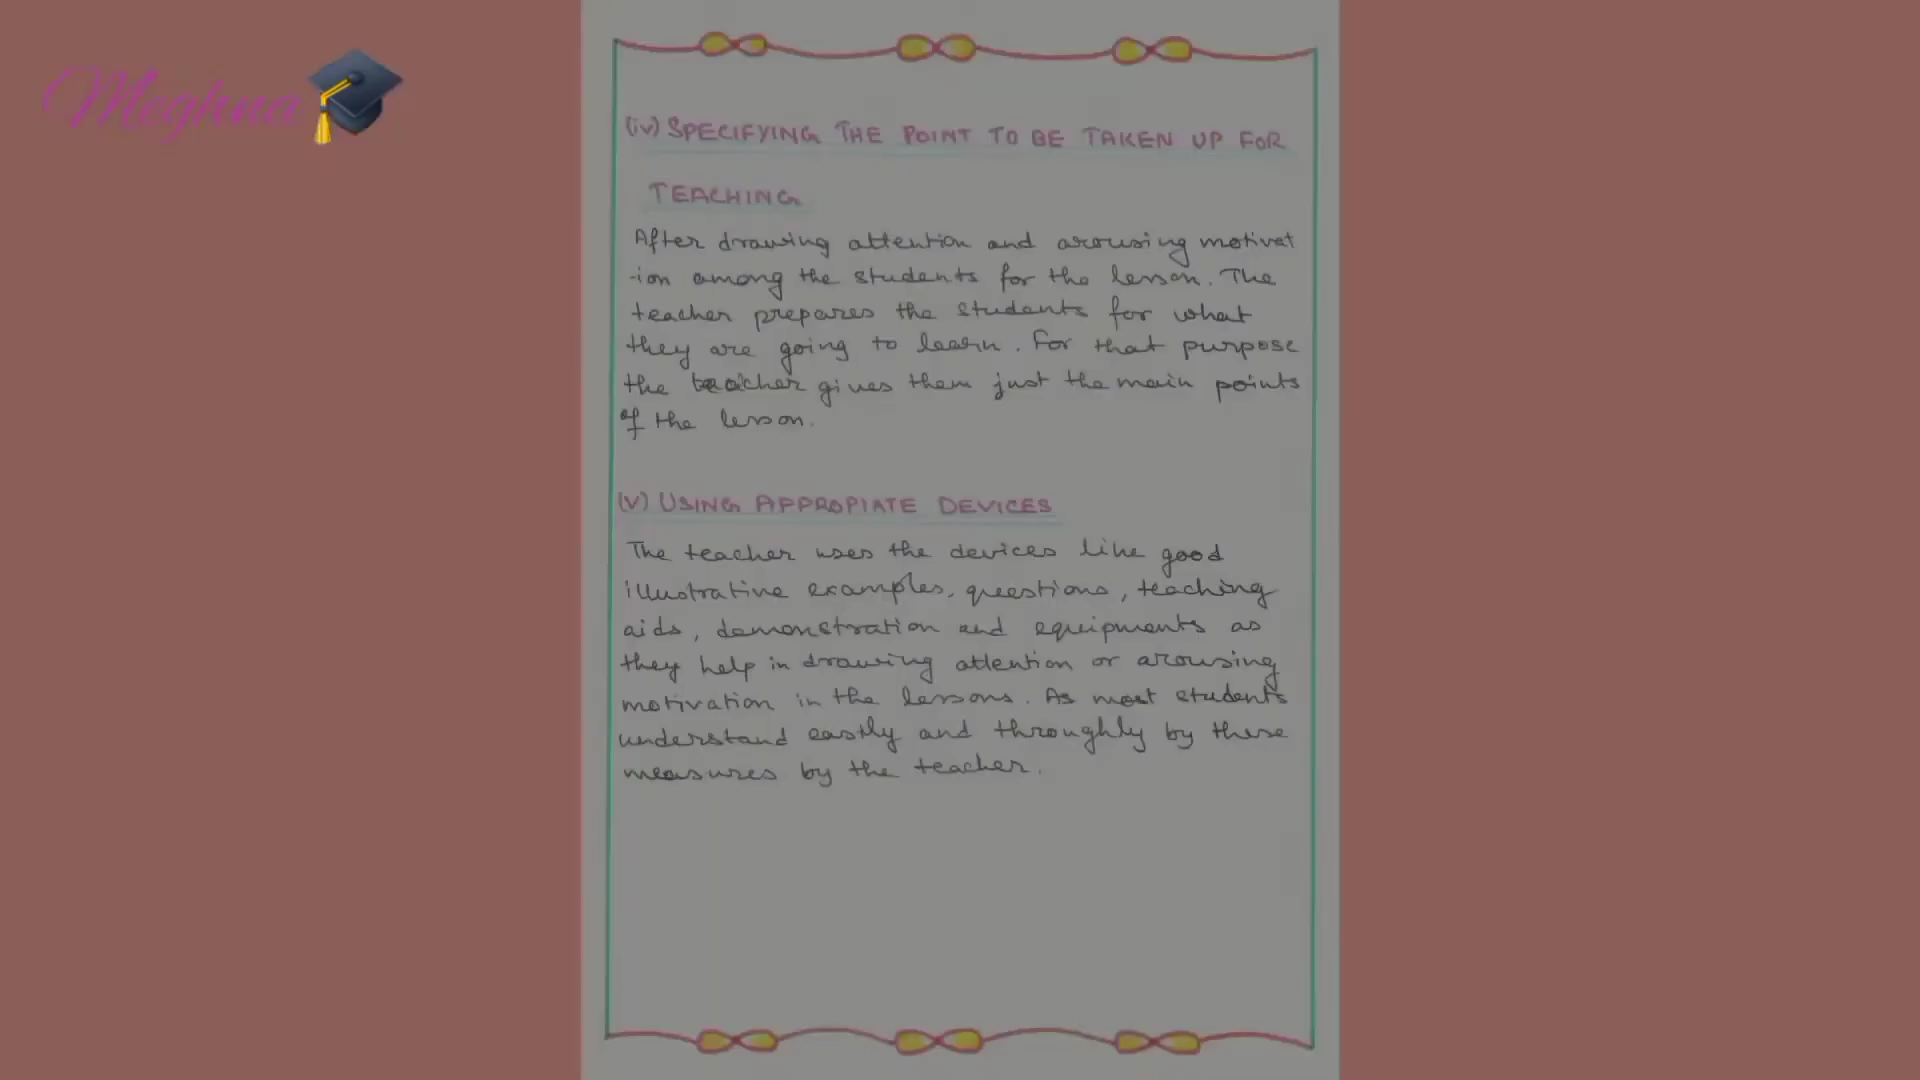 Meghna
(iv) SPECIFYING THE POINT TO BE TAKEN UP FOR
TEACHING
After drawing attention and arousing motivat
-ion among the students for the lesson. The
teacher prepares the students for what
they are going to learn. For that purpose
the teacher gives them just the main points
of the lesson.
(v) USING APPROPIATE DEVICES
The teacher uses the devices like good
illustrative examples, questions, teaching
aids, demonstration and equipments as
they help in drawing attention or arousing
motivation in the lessons. As most students
understand easily and throughly by these
measures by the teacher.